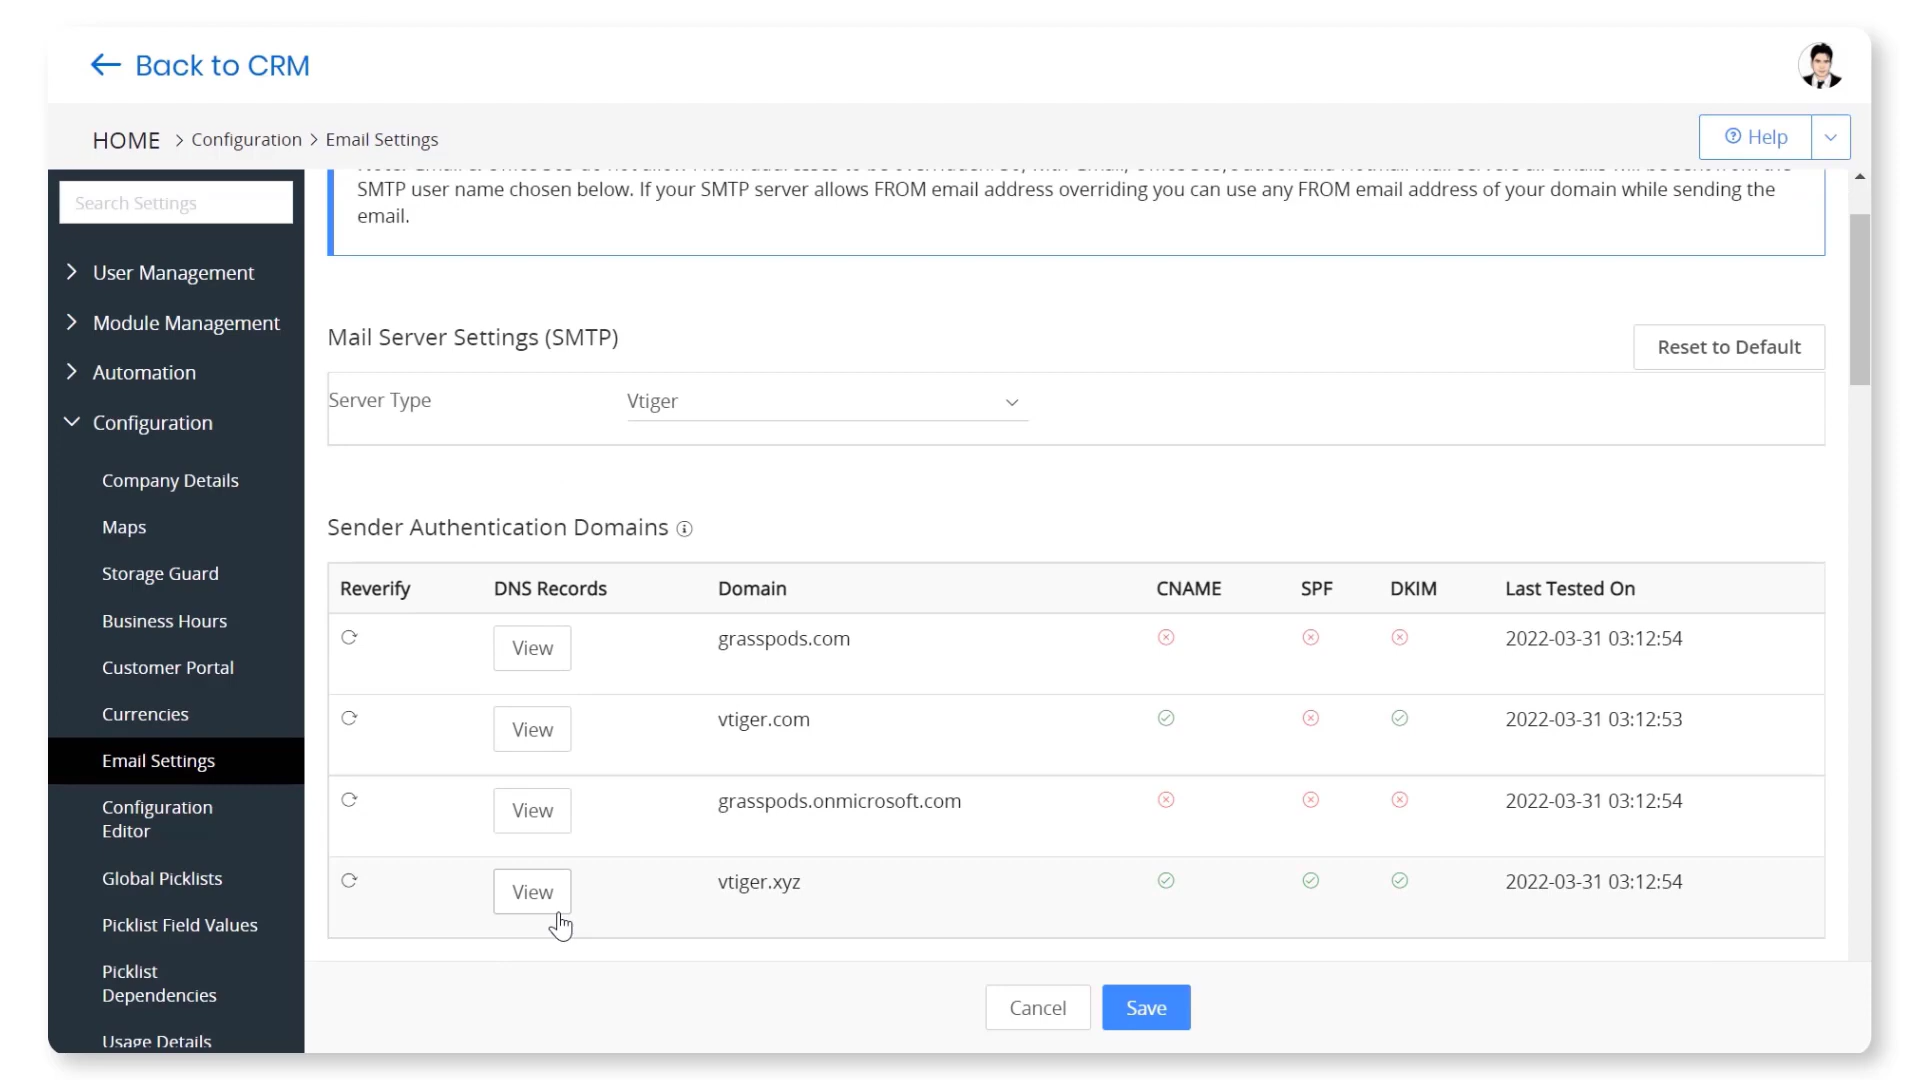 Back to CRM
HOME > Configuration > Email Settings
Help
Search Settings
User Management
Module Management
Automation
Configuration
Company Details
Maps
Storage Guard
Business Hours
Customer Portal
Currencies
Email Settings
Configuration
Editor
Global Picklists
Picklist Field Values
Picklist
Dependencies
Usage Details
SMTP user name chosen below. If your SMTP server allows FROM email address overriding you can use any FROM email address of your domain while sending the
email.
Mail Server Settings (SMTP)
Reset to Default
Server Type Vtiger
Sender Authentication Domains
Reverify DNS Records Domain CNAME SPF DKIM Last Tested On
View grasspods.com 2022-03-31 03:12:54
View vtiger.com 2022-03-31 03:12:53
View grasspods.onmicrosoft.com 2022-03-31 03:12:54
View vtiger.xyz 2022-03-31 03:12:54
Cancel Save